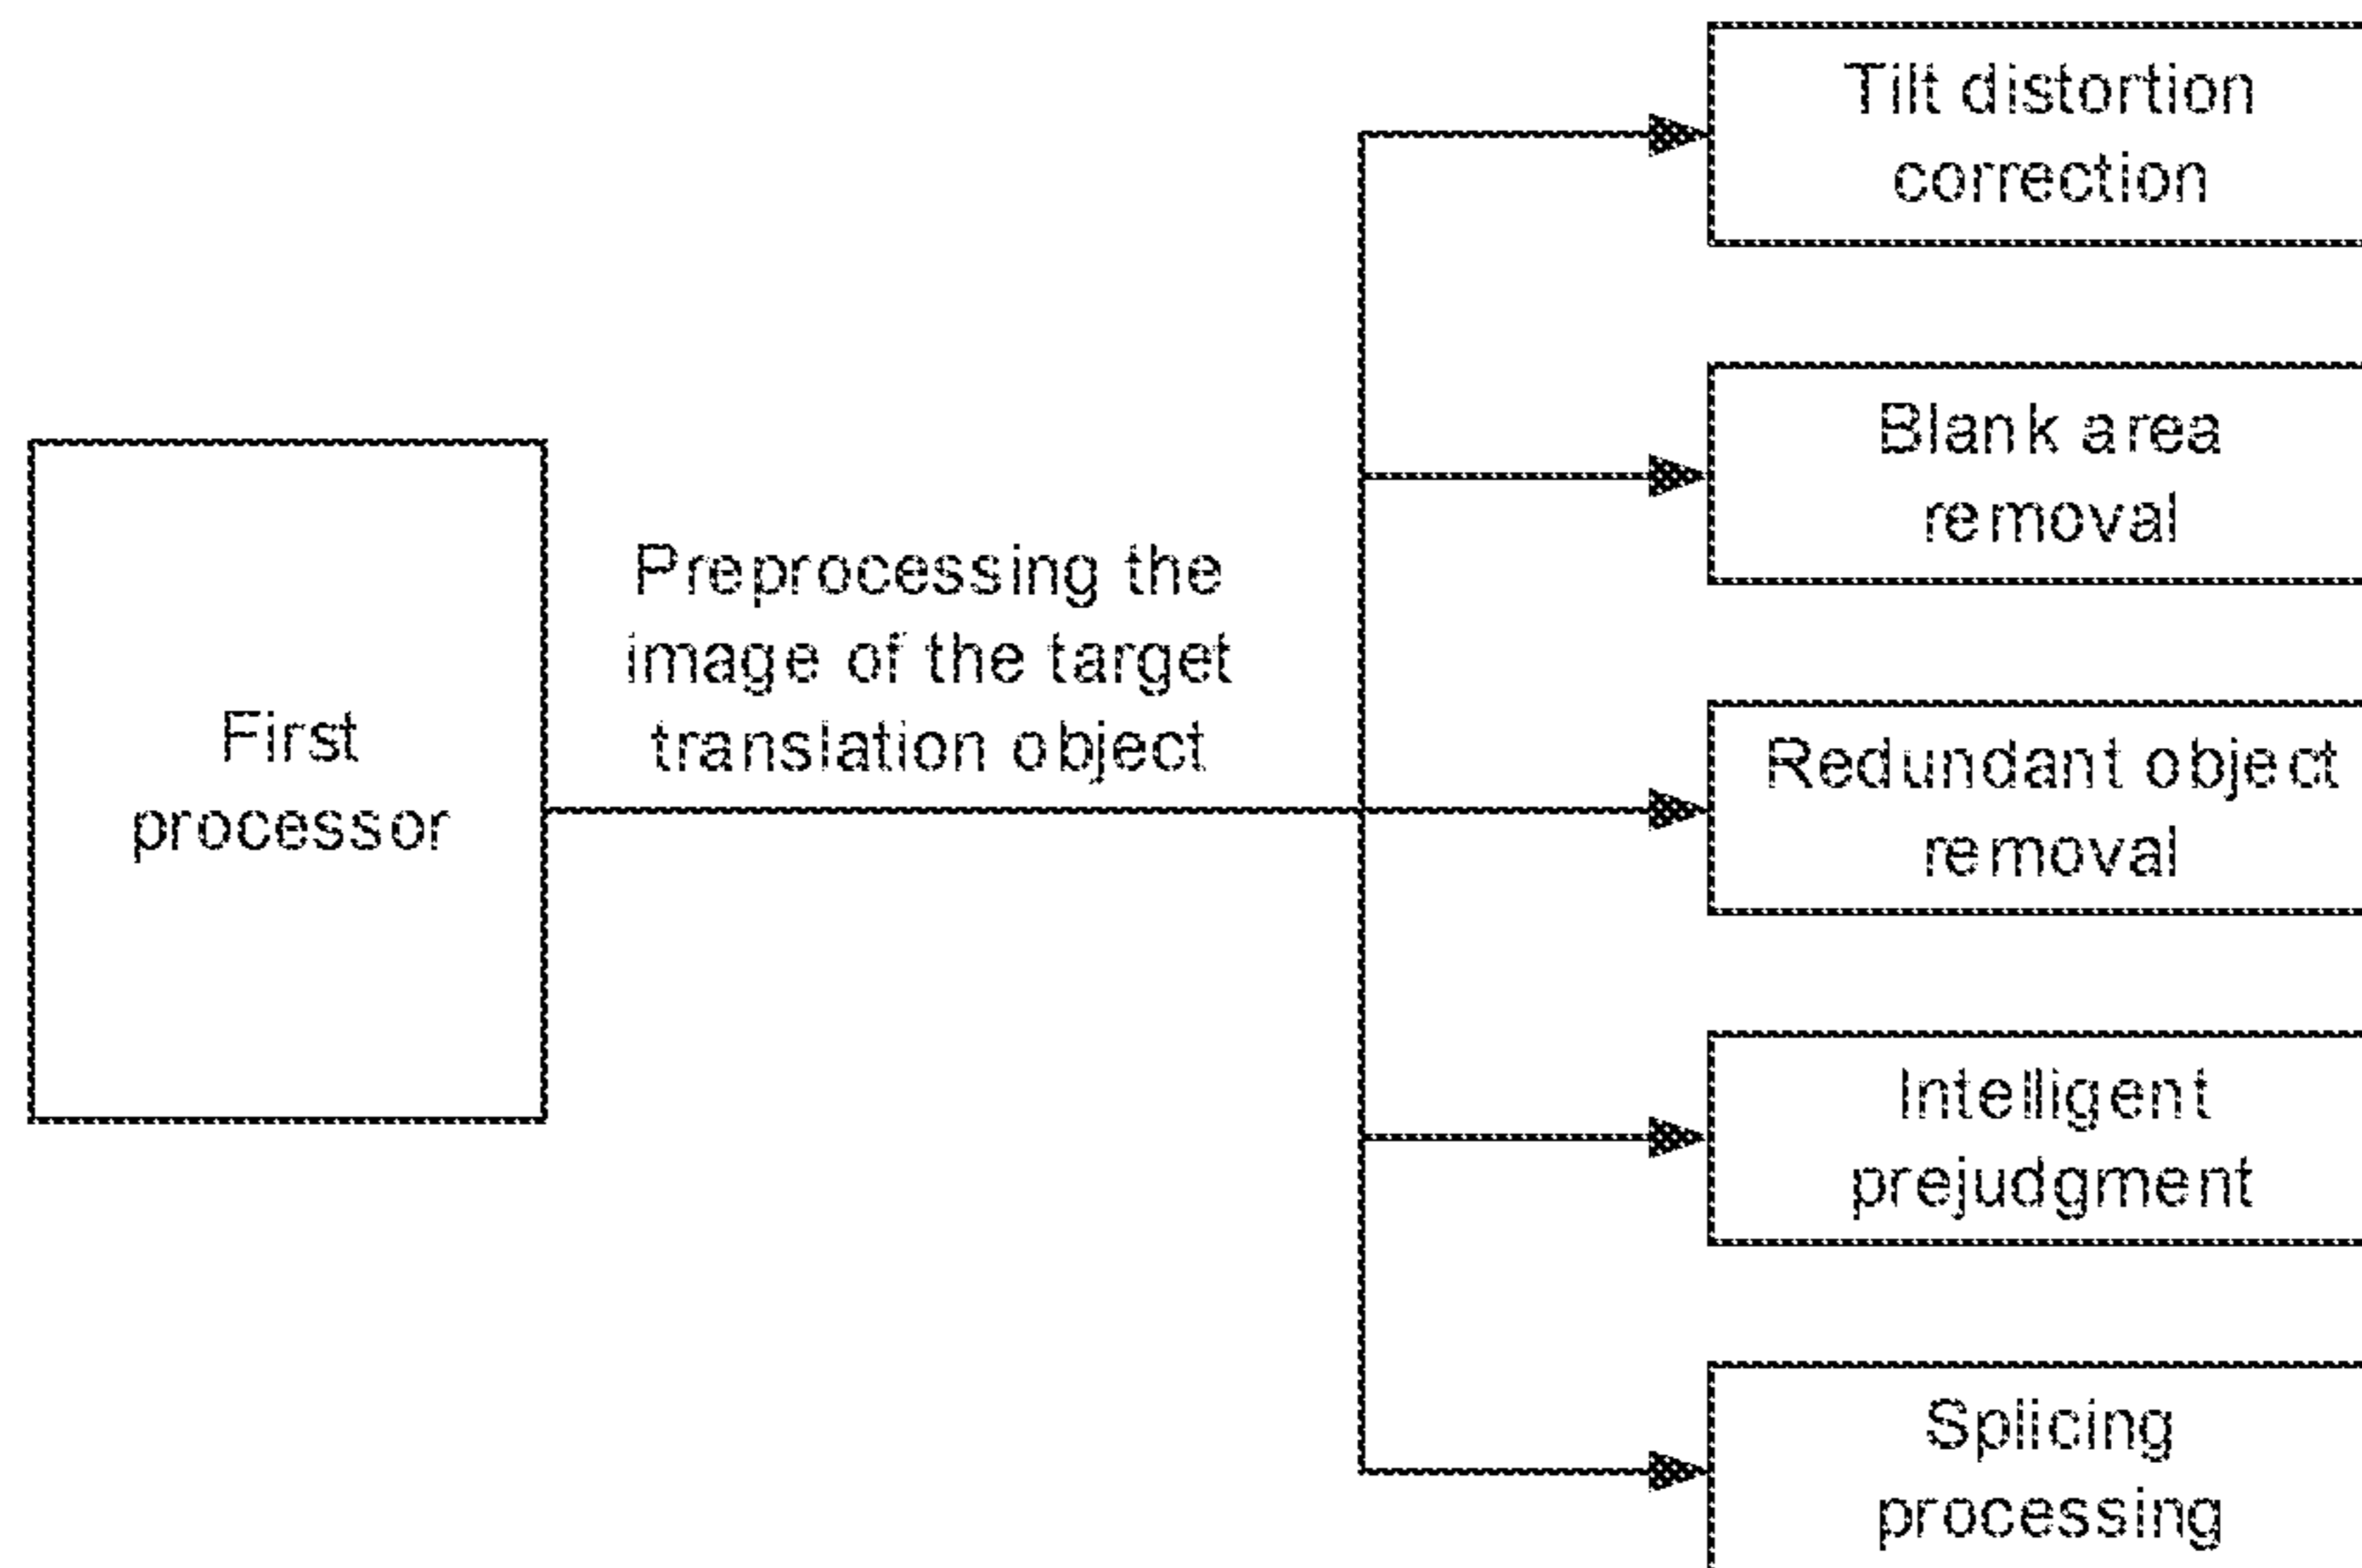 First
processor
Preprocessing the
image of the target
translation object
Tilt distortion
correction
Blank area
removal
Redundant object
removal
Intelligent
prejudgment
Splicing
processing